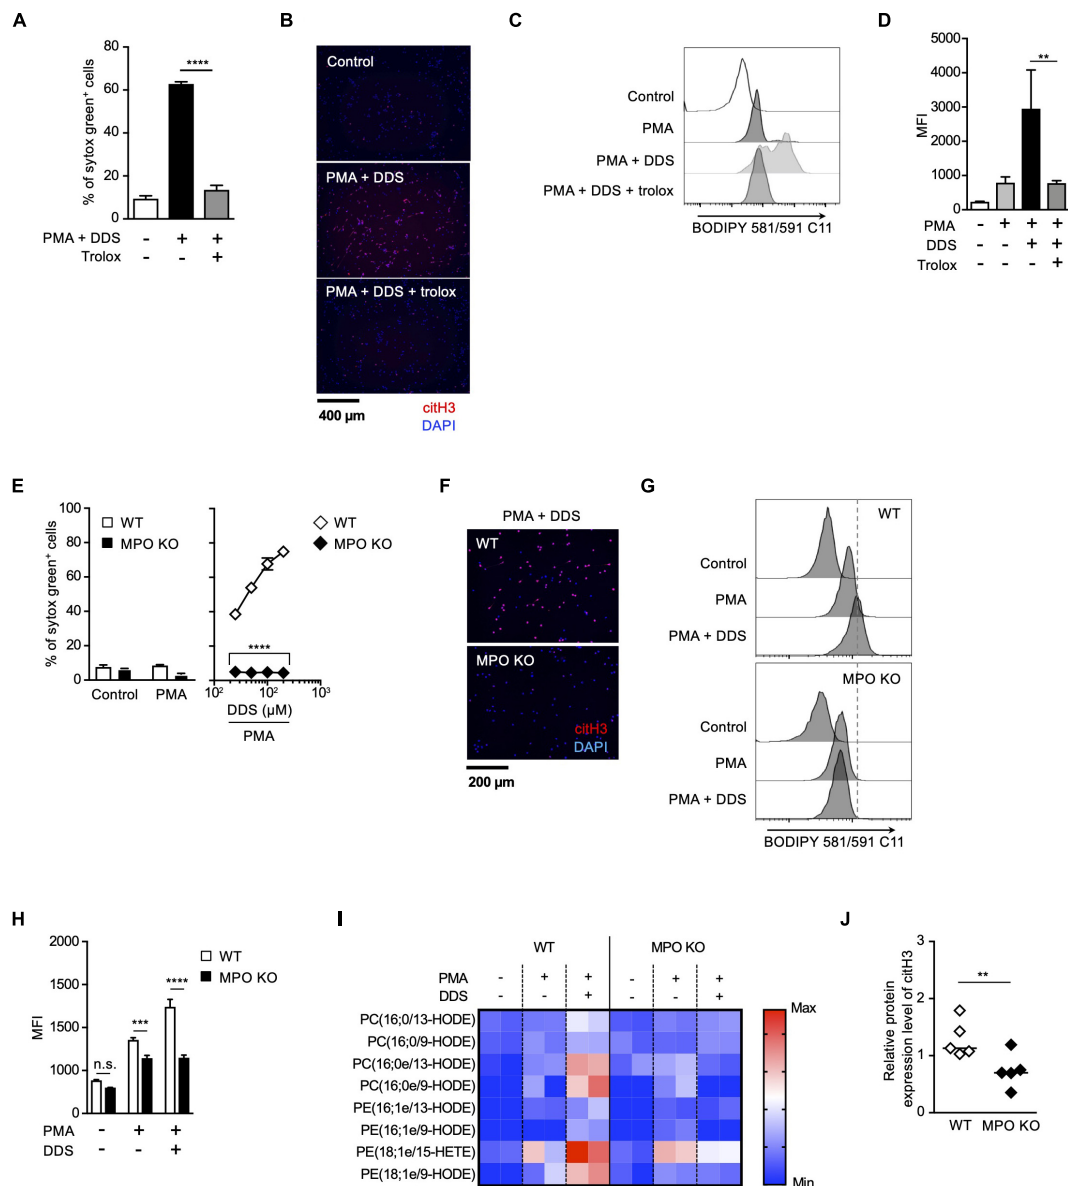 A
% of sytox green+ cells
80
60
40
20
0
****
PMA + DDS - + +
Trolox - - +
B
Control
PMA + DDS
PMA + DDS + trolox
400 µm
citH3
DAPI
C
Control
PMA
PMA + DDS
PMA + DDS + trolox
BODIPY 581/591 C11
D
MFI
5000
4000
3000
2000
1000
0
**
PMA - + + +
DDS - - + +
Trolox - - - +
E
% of sytox green+ cells
100
80
60
40
20
0
WT
MPO KO
Control PMA
WT
MPO KO
****
10² 10² 10³
DDS (µM)
PMA
F
PMA + DDS
WT
MPO KO
citH3
DAPI
200 µm
G
WT
Control
PMA
PMA + DDS
MPO KO
Control
PMA
PMA + DDS
BODIPY 581/591 C11
H
MFI
2000
1500
1500
1000
0
WT
MPO KO
n.s.
***
****
PMA - + +
DDS - - +
I
WT MPO KO
PMA - + + - + +
DDS - - + - - +
PC(16;0/13-HODE)
PC(16;0/9-HODE)
PC(16;0e/13-HODE)
PC(16;0e/9-HODE)
PE(16;1e/13-HODE)
PE(16;1e/9-HODE)
PE(18;1e/15-HETE)
PE(18;1e/9-HODE)
Max
Min
J
Relative protein
expression level of citH3
3
2
1
0
**
WT MPO KO